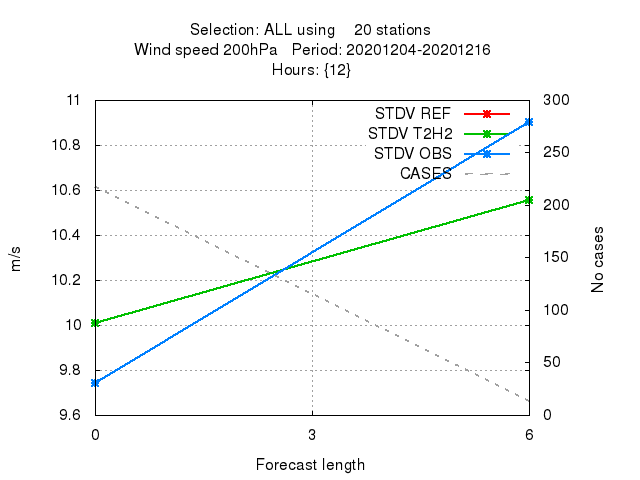 Selection: ALL using 20 stations
Wind speed 200hPa Period: 20201204-20201216
Hours: {12}
11
10.8
10.6
10.4
10.2
10
9.8
9.6
m/s
STDV REF
STDV T2H2
STDV OBS
CASES
300
250
200
150
100
50
0
No cases
0 3 6
Forecast length